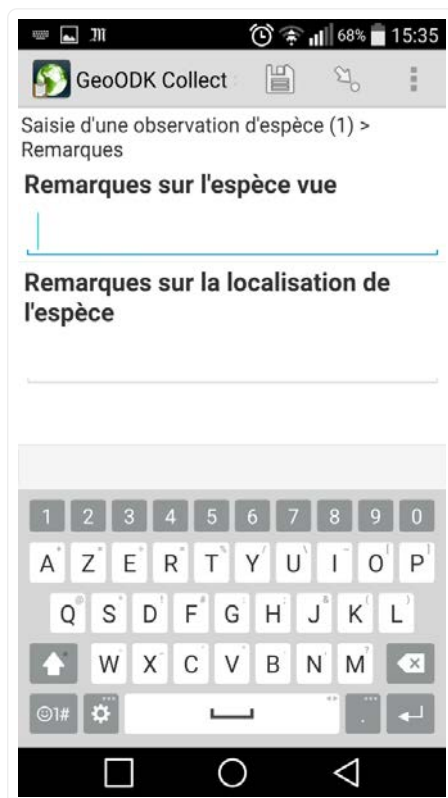 68% 15:35
GeoODK Collect
Saisie d'une observation d'espèce (1) >
Remarques
Remarques sur l'espèce vue
Remarques sur la localisation de
l'espèce
1 2 3 4 5 6 7 8 9 0
A Z E R T Y U I O P
Q S D F G H J K L
W X C V B N M
☺1# .